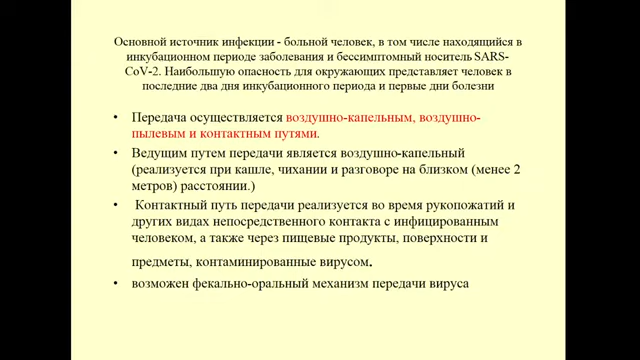 Основной источник инфекции - больной человек, в том числе находящийся в
инкубационном периоде заболевания и бессимптомный носитель SARS-
CoV-2. Наибольшую опасность для окружающих представляет человек в
последние два дня инкубационного периода и первые дни болезни
• Передача осуществляется воздушно-капельным, воздушно-
пылевым и контактным путями.
• Ведущим путем передачи является воздушно-капельный
(реализуется при кашле, чихании и разговоре на близком (менее 2
метров) расстоянии.)
• Контактный путь передачи реализуется во время рукопожатий и
других видах непосредственного контакта с инфицированным
человеком, а также через пищевые продукты, поверхности и
предметы, контаминированные вирусом.
• возможен фекально-оральный механизм передачи вируса